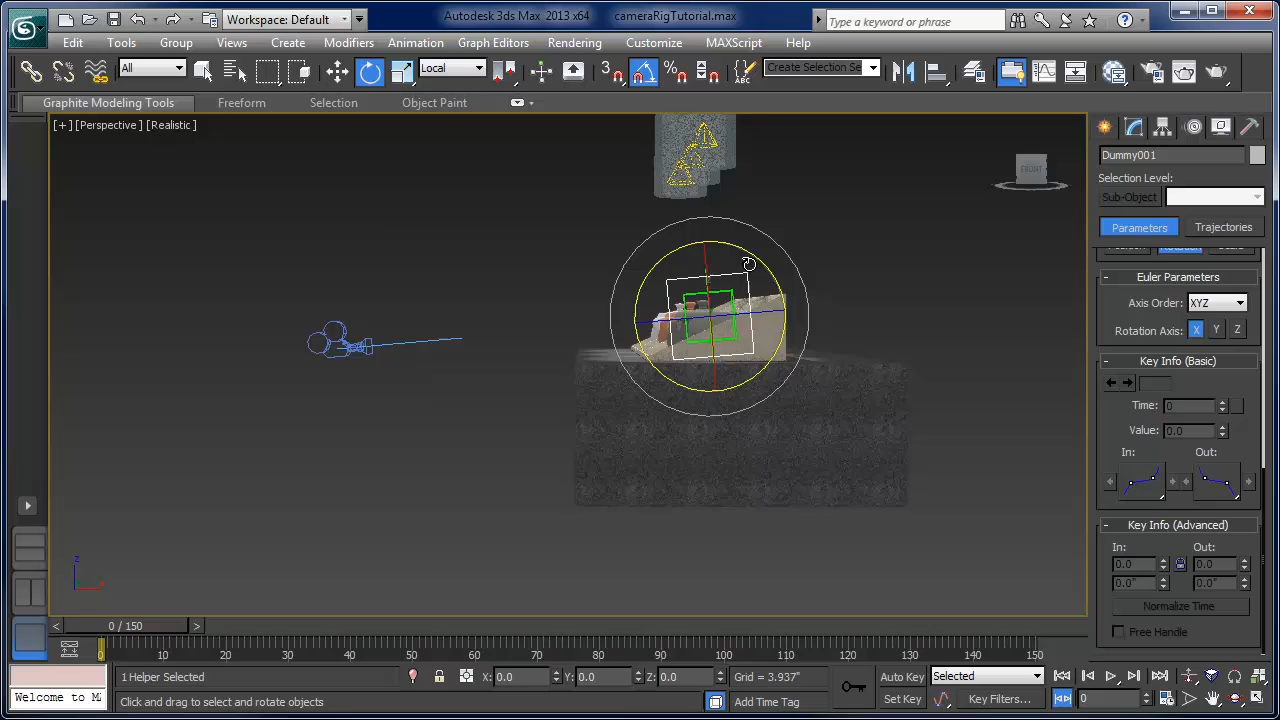 Workspace: Default
Autodesk 3ds Max 2013 x64
cameraRigTutorial.max
Type a keyword or phrase
Edit Tools Group Views Create Modifiers Animation Graph Editors Rendering Customize MAXScript Help
All
Local
3
Create Selection Se
Graphite Modeling Tools Freeform Selection Object Paint
[+] [Perspective ] [Realistic ]
FRONT
z
x
Dummy001
Selection Level:
Sub-Object
Parameters Trajectories
- Euler Parameters
Axis Order: XYZ
Rotation Axis: X Y Z
- Key Info (Basic)
Time: 0
Value: 0.0
In: Out:
- Key Info (Advanced)
In: Out:
0.0 0.0
0.0" 0.0"
Normalize Time
Free Handle
< 0 / 150 >
0 10 20 30 40 50 60 70 80 90 100 110 120 130 140 150
1 Helper Selected
X: 0.0 Y: 0.0 Z: 0.0
Grid = 3.937"
Auto Key Selected
Welcome to MA
Click and drag to select and rotate objects
Add Time Tag
Set Key Key Filters... 0